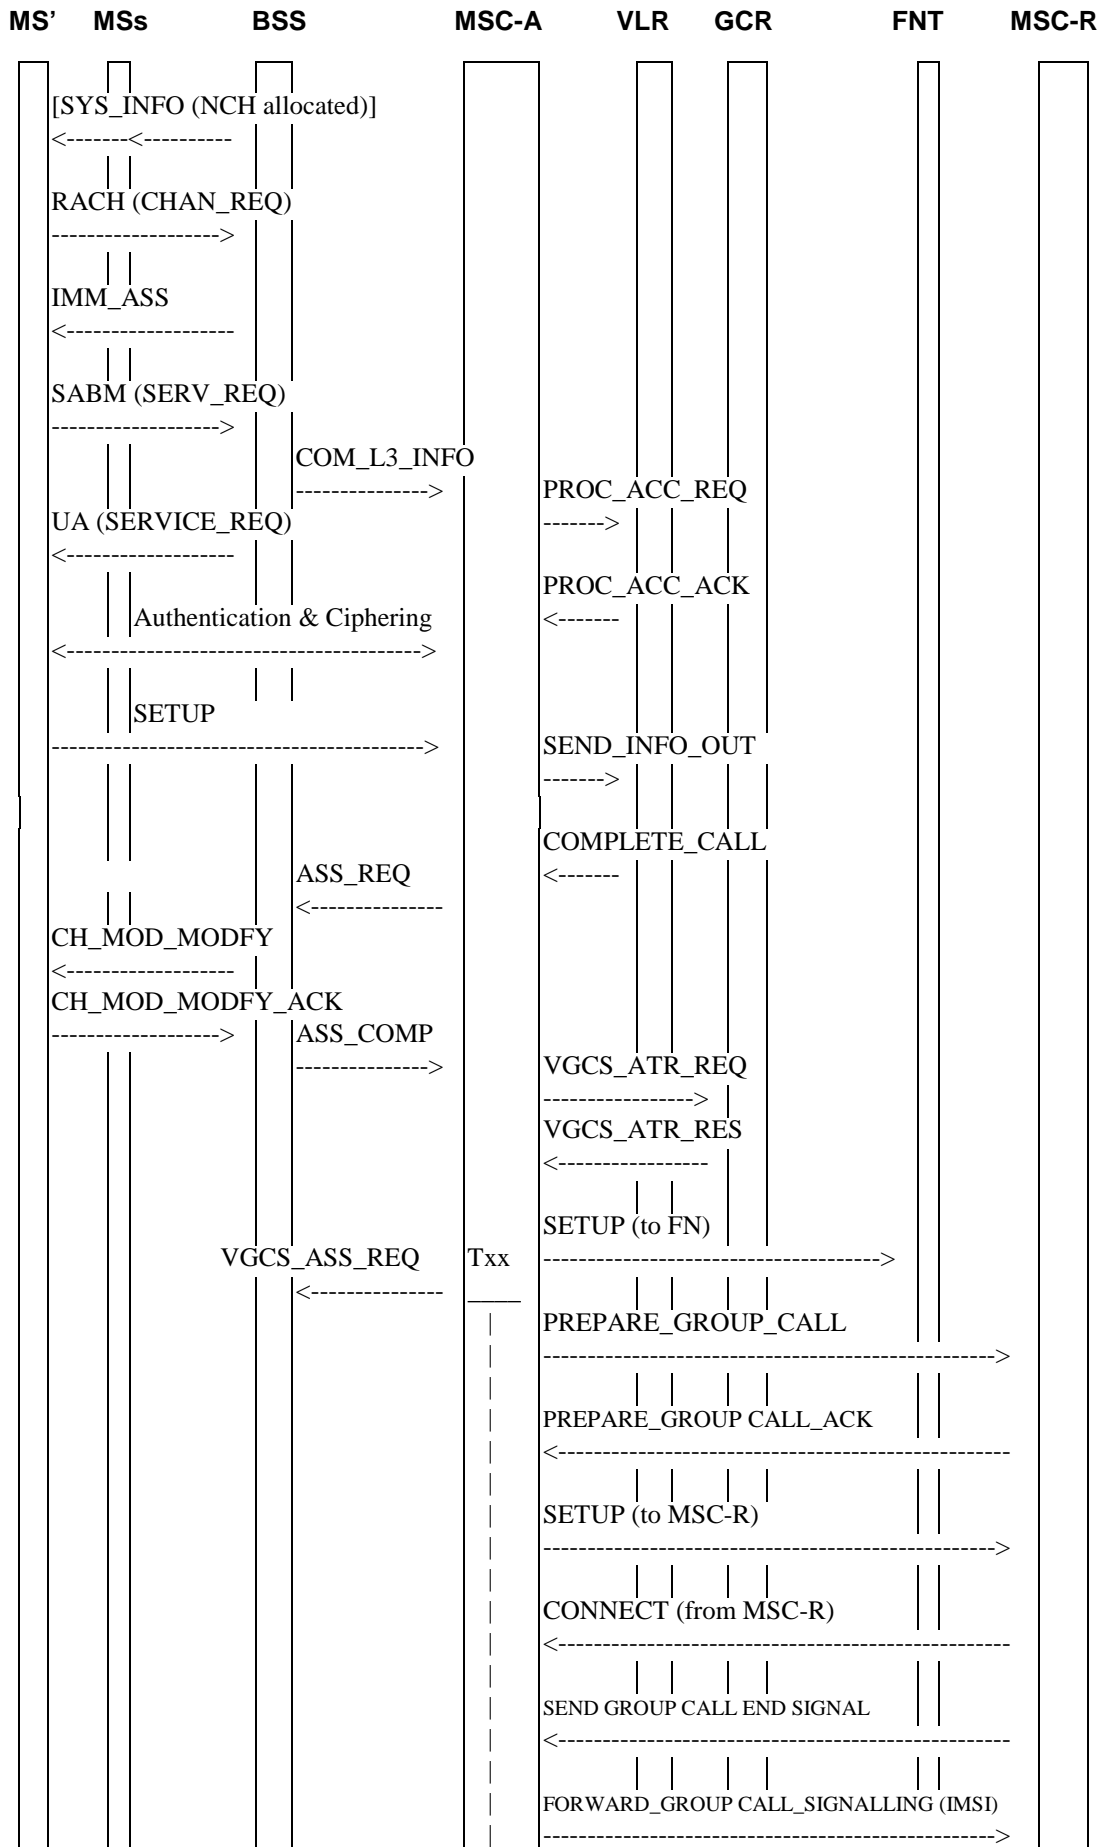 MS’ MSs BSS MSC-A VLR GCR FNT MSC-R
[SYS_INFO (NCH allocated)]
RACH (CHAN_REQ)
IMM_ASS
SABM (SERV_REQ)
COM_L3_INFO
PROC_ACC_REQ
UA (SERVICE_REQ)
PROC_ACC_ACK
Authentication & Ciphering
SETUP
SEND_INFO_OUT
COMPLETE_CALL
ASS_REQ
CH_MOD_MODFY
CH_MOD_MODFY_ACK
ASS_COMP
VGCS_ATR_REQ
VGCS_ATR_RES
SETUP (to FN)
VGCS_ASS_REQ Txx
PREPARE_GROUP_CALL
PREPARE_GROUP CALL_ACK
SETUP (to MSC-R)
CONNECT (from MSC-R)
SEND GROUP CALL END SIGNAL
FORWARD_GROUP CALL_SIGNALLING (IMSI)